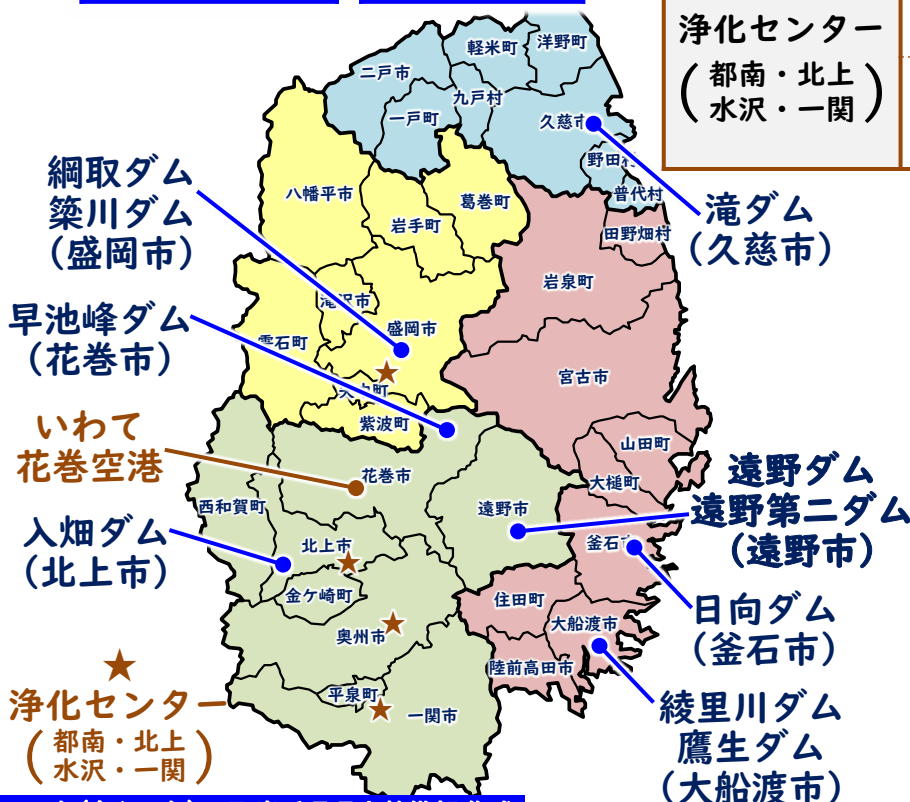 浄化センター
(都南・北上
水沢・一関)
軽米町
洋野町
二戸市
九戸村
一戸町
久慈市
野田村
普代村
綱取ダム
簗川ダム
(盛岡市)
八幡平市
葛巻町
岩手町
滝ダム
(久慈市)
田野畑村
岩泉町
滝沢市
早池峰ダム
(花巻市)
盛岡市
雫石町
矢巾町
宮古市
紫波町
いわて
花巻空港
山田町
花巻市
大槌町
西和賀町
遠野市
遠野ダム
遠野第二ダム
(遠野市)
入畑ダム
(北上市)
北上市
釜石市
金ケ崎町
住田町
日向ダム
(釜石市)
奥州市
大船渡市
陸前高田市
浄化センター
(都南・北上
水沢・一関)
平泉町
一関市
綾里川ダム
鷹生ダム
(大船渡市)